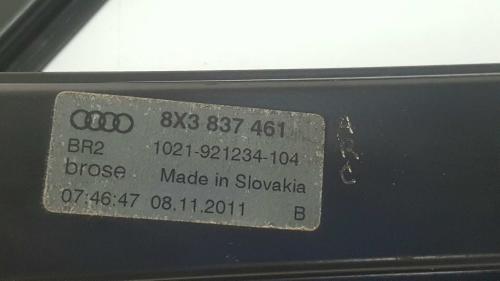 8X3 837 461
BR2 1021-921234-104
brose Made in Slovakia
07:46:47 08.11.2011 B